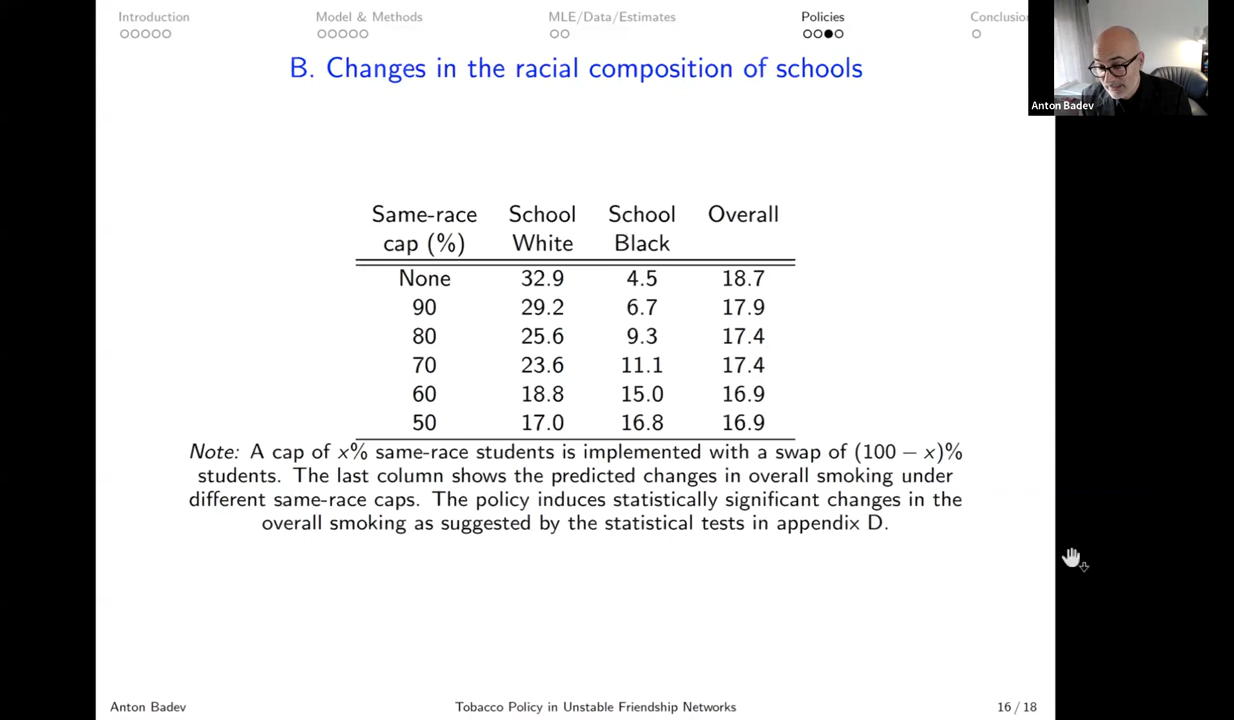 Introduction Model & Methods MLE/Data/Estimates Policies Conclusion
B. Changes in the racial composition of schools
Anton Badev
Same-race School School Overall
cap (%) White Black
None 32.9 4.5 18.7
90 29.2 6.7 17.9
80 25.6 9.3 17.4
70 23.6 11.1 17.4
60 18.8 15.0 16.9
50 17.0 16.8 16.9
Note: A cap of x% same-race students is implemented with a swap of (100 − x)%
students. The last column shows the predicted changes in overall smoking under
different same-race caps. The policy induces statistically significant changes in the
overall smoking as suggested by the statistical tests in appendix D.
Anton Badev Tobacco Policy in Unstable Friendship Networks 16 / 18